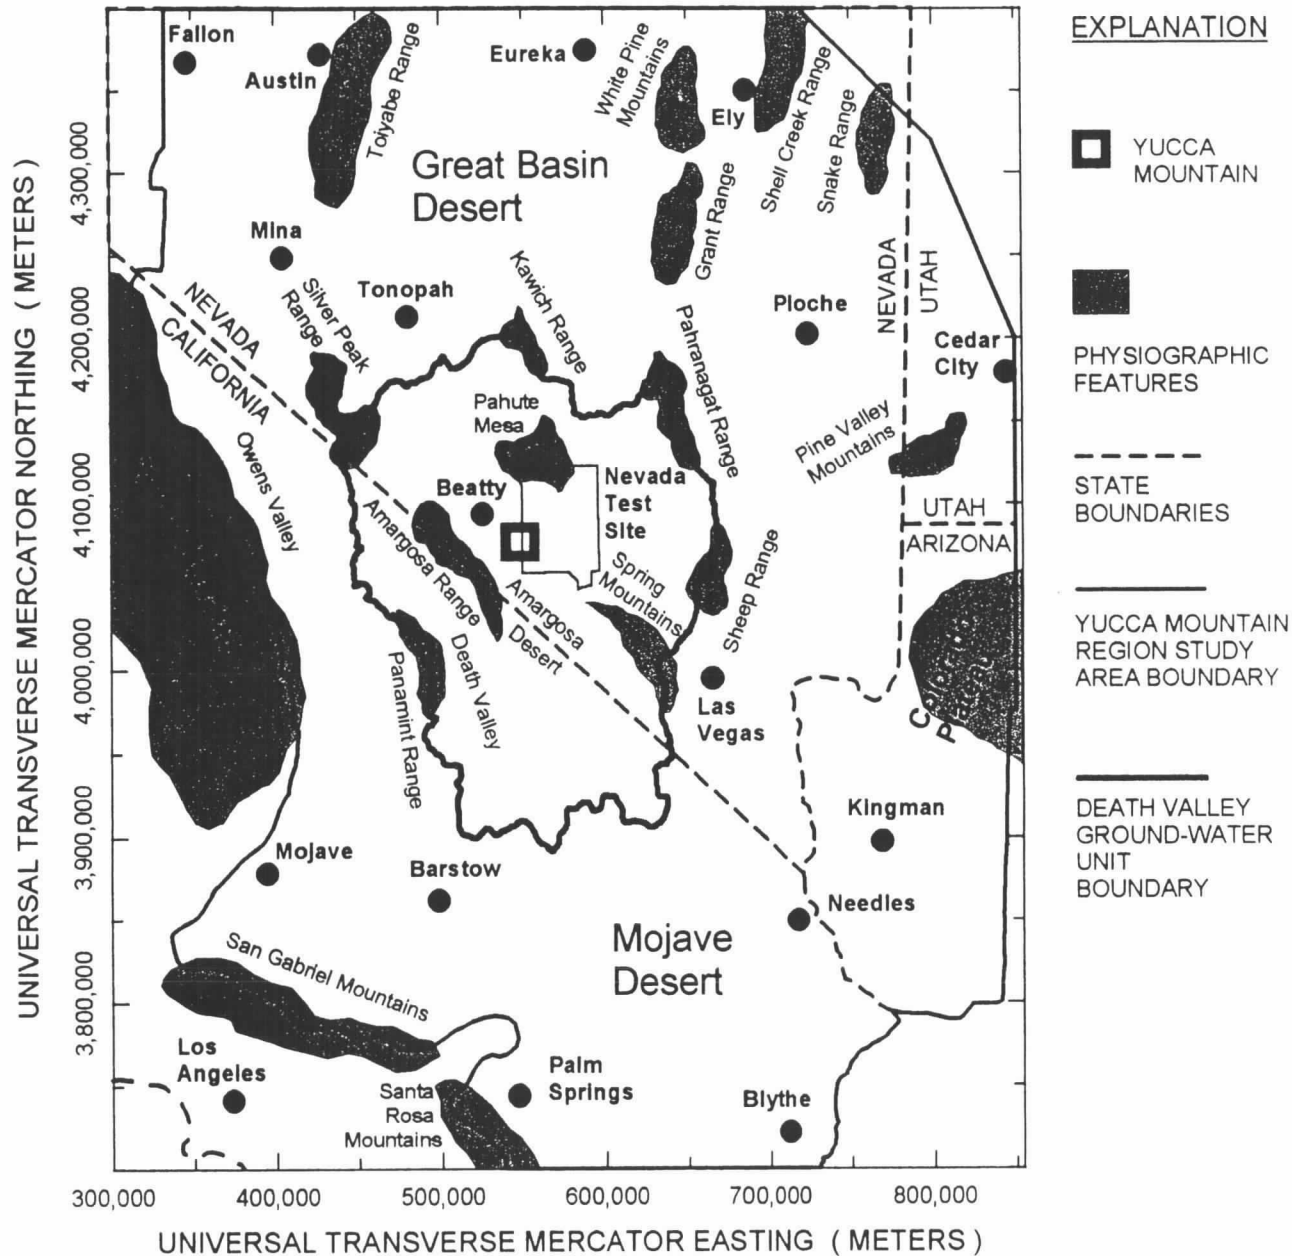 Fallon
Austin
Toiyabe Range
Eureka
White Pine
Mountains
Ely
Shell Creek Range
Snake Range
Great Basin
Desert
Grant Range
Mina
NEVADA
CALIFORNIA
Silver Peak
Range
Tonopah
Kawich Range
Pahranagat Range
Ploche
NEVADA
UTAH
Cedar
City
Owens Valley
Pahute
Mesa
Pine Valley
Mountains
Beatty
Nevada
Test
Site
UTAH
ARIZONA
Amargosa Range
Amargosa
Desert
Spring
Mountains
Sheep Range
Death Valley
Panamint Range
Las
Vegas
Colorado
Plateau
Kingman
Mojave
Barstow
Needles
Mojave
Desert
San Gabriel Mountains
Los
Angeles
Santa
Rosa
Mountains
Palm
Springs
Blythe
UNIVERSAL TRANSVERSE MERCATOR NORTHING ( METERS )
4,300,000
4,200,000
4,100,000
4,000,000
3,900,000
3,800,000
300,000
400,000
500,000
600,000
700,000
800,000
UNIVERSAL TRANSVERSE MERCATOR EASTING ( METERS )
EXPLANATION
YUCCA
MOUNTAIN
PHYSIOGRAPHIC
FEATURES
STATE
BOUNDARIES
YUCCA MOUNTAIN
REGION STUDY
AREA BOUNDARY
DEATH VALLEY
GROUND-WATER
UNIT
BOUNDARY